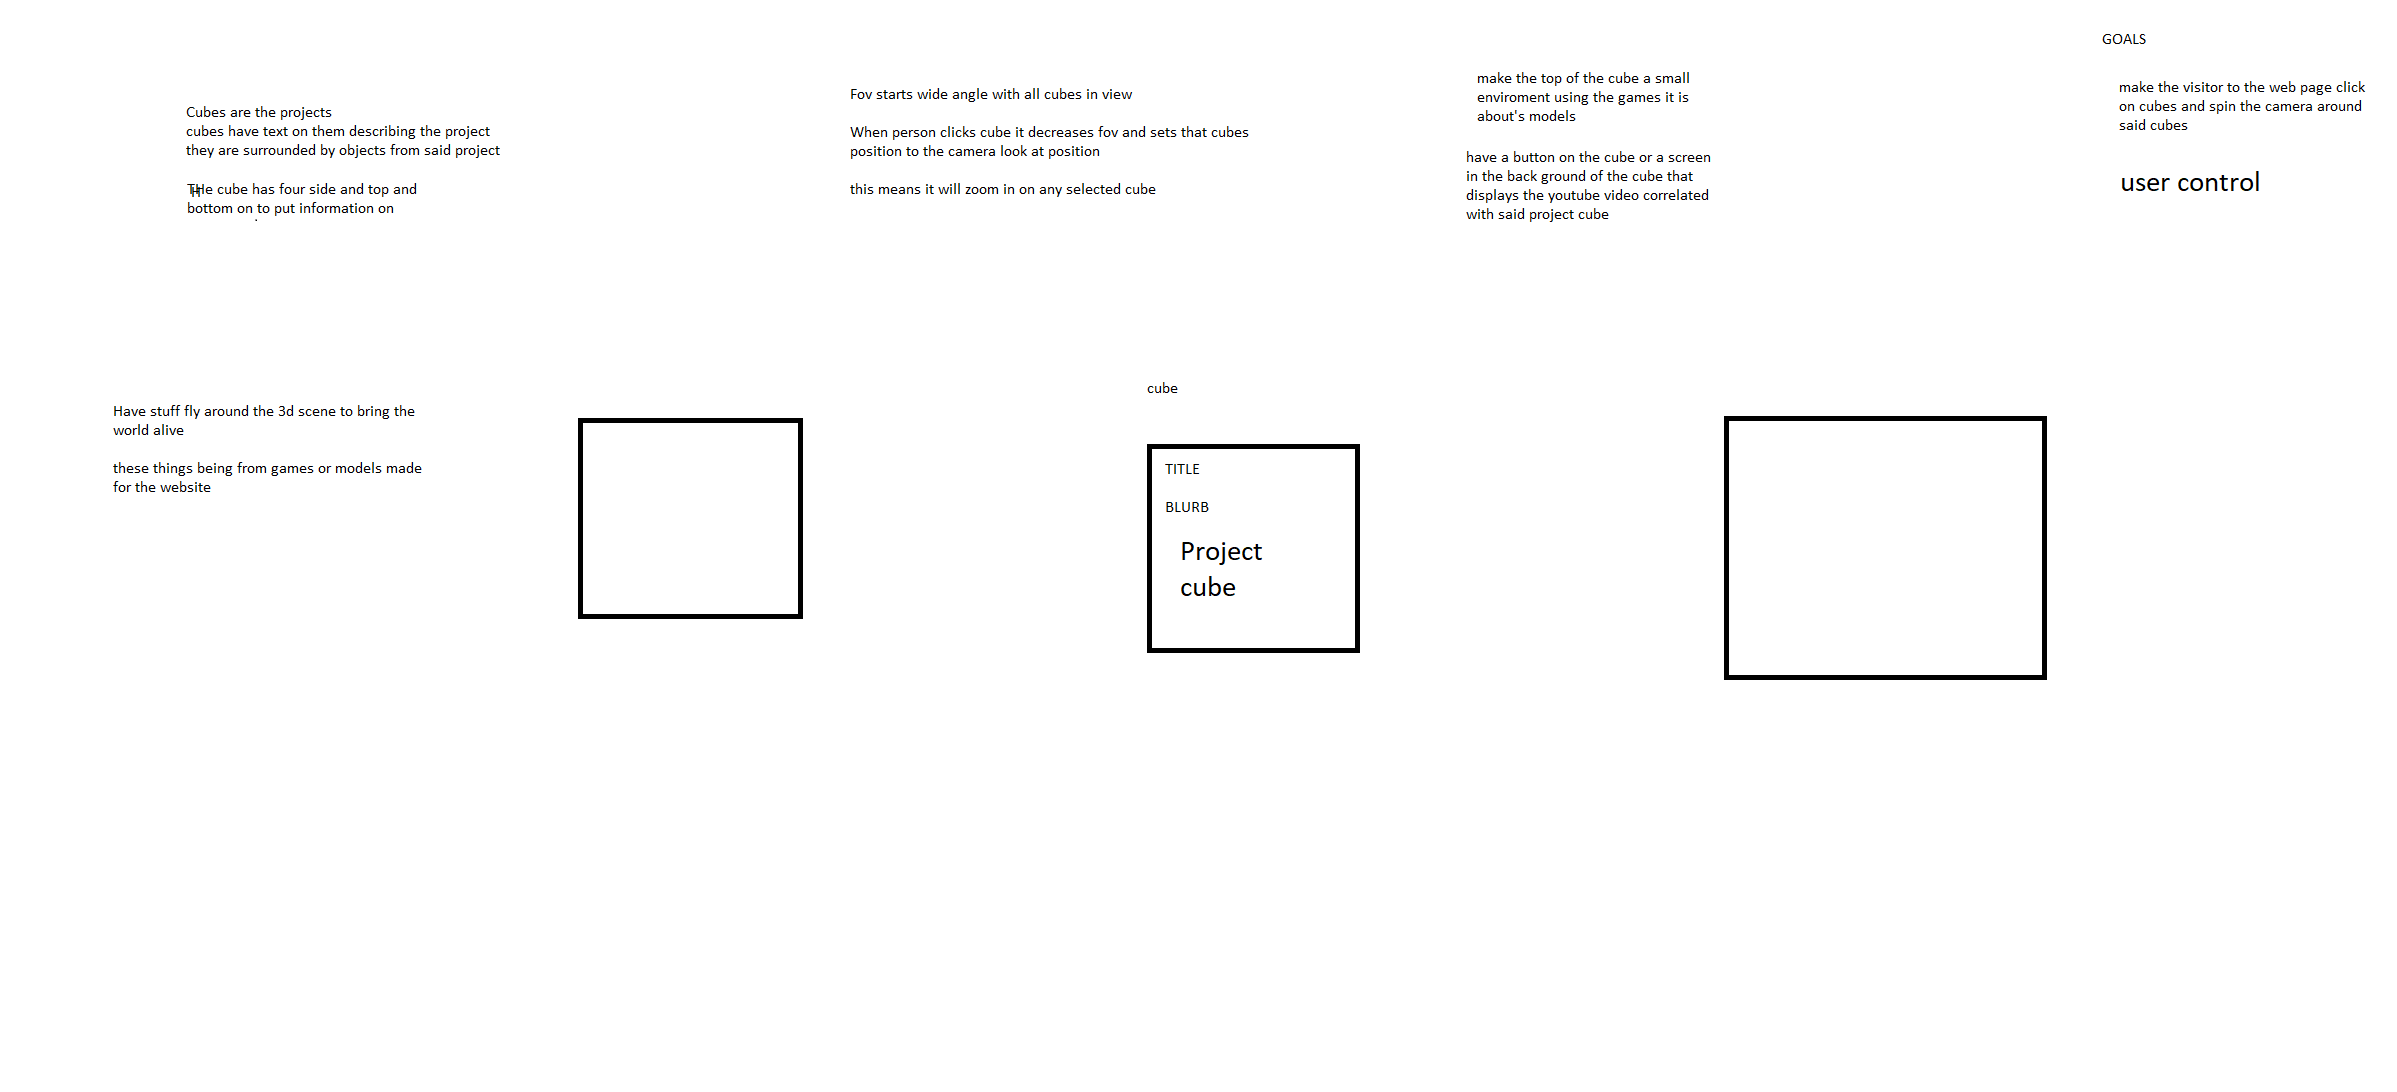 GOALS
Cubes are the projects
cubes have text on them describing the project
they are surrounded by objects from said project
THe cube has four side and top and
bottom on to put information on
Fov starts wide angle with all cubes in view
When person clicks cube it decreases fov and sets that cubes
position to the camera look at position
this means it will zoom in on any selected cube
make the top of the cube a small
enviroment using the games it is
about's models
have a button on the cube or a screen
in the back ground of the cube that
displays the youtube video correlated
with said project cube
make the visitor to the web page click
on cubes and spin the camera around
said cubes
user control
Have stuff fly around the 3d scene to bring the
world alive
these things being from games or models made
for the website
cube
TITLE
BLURB
Project
cube